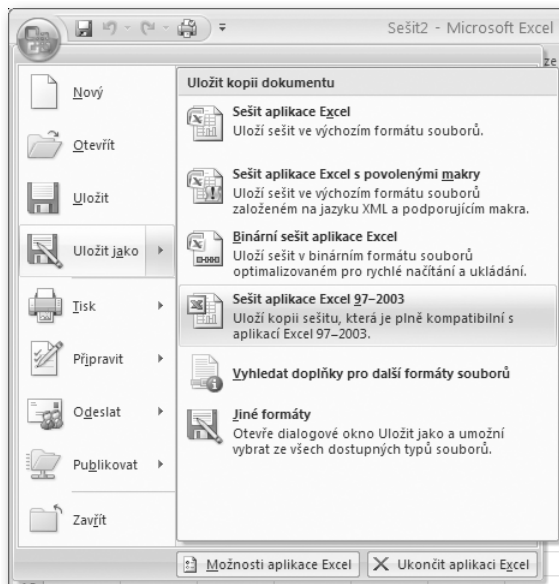 Sešit2 - Microsoft Excel
ze
Nový
Otevřít
Uložit
Uložit jako
Tisk
Připravit
Odeslat
Publikovat
Zavřít
Uložit kopii dokumentu
Sešit aplikace Excel
Uloží sešit ve výchozím formátu souborů.
Sešit aplikace Excel s povolenými makry
Uloží sešit ve výchozím formátu souborů
založeném na jazyku XML a podporujícím makra.
Binární sešit aplikace Excel
Uloží sešit v binárním formátu souborů
optimalizovaném pro rychlé načítání a ukládání.
Sešit aplikace Excel 97–2003
Uloží kopii sešitu, která je plně kompatibilní s
aplikací Excel 97–2003.
Vyhledat doplňky pro další formáty souborů
Jiné formáty
Otevře dialogové okno Uložit jako a umožní
vybrat ze všech dostupných typů souborů.
Možnosti aplikace Excel
Ukončit aplikaci Excel